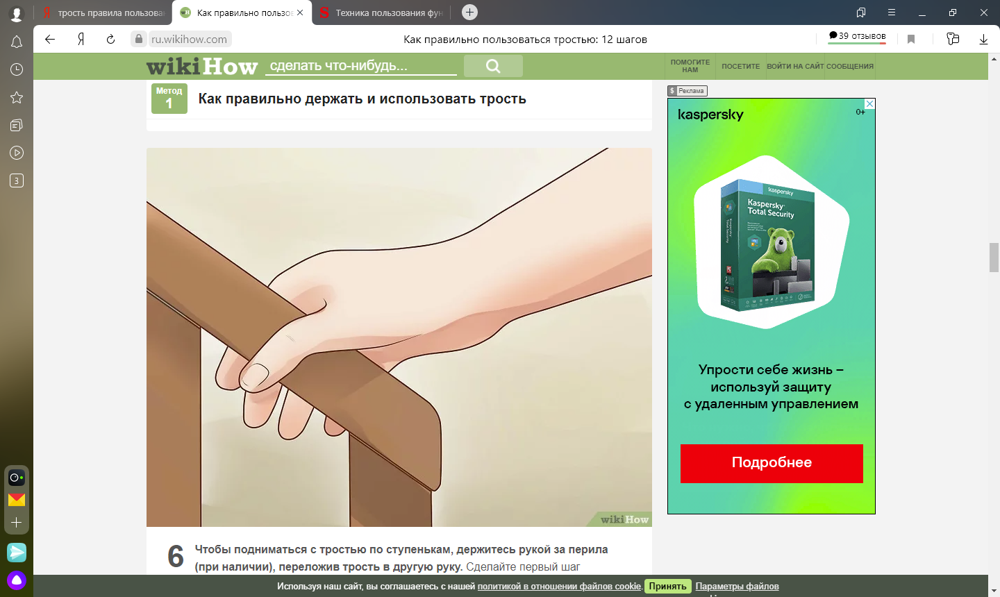 трость правила пользова
Как правильно пользо
Техника пользования фун
ru.wikihow.com
Как правильно пользоваться тростью: 12 шагов
39 отзывов
wikiHow
сделать что-нибудь...
ПОМОГИТЕ
НАМ
ПОСЕТИТЕ
ВОЙТИ НА САЙТ
СООБЩЕНИЯ
Метод
1
Как правильно держать и использовать трость
$ Реклама
kaspersky
0+
kaspersky
Kaspersky
Total Security
Kaspersky
Total Security
Упрости себе жизнь –
используй защиту
с удаленным управлением
Подробнее
3
wikiHow
6
Чтобы подниматься с тростью по ступенькам, держитесь рукой за перила
(при наличии), переложив трость в другую руку. Сделайте первый шаг
Используя наш сайт, вы соглашаетесь с нашей политикой в отношении файлов cookie.
Принять
Параметры файлов